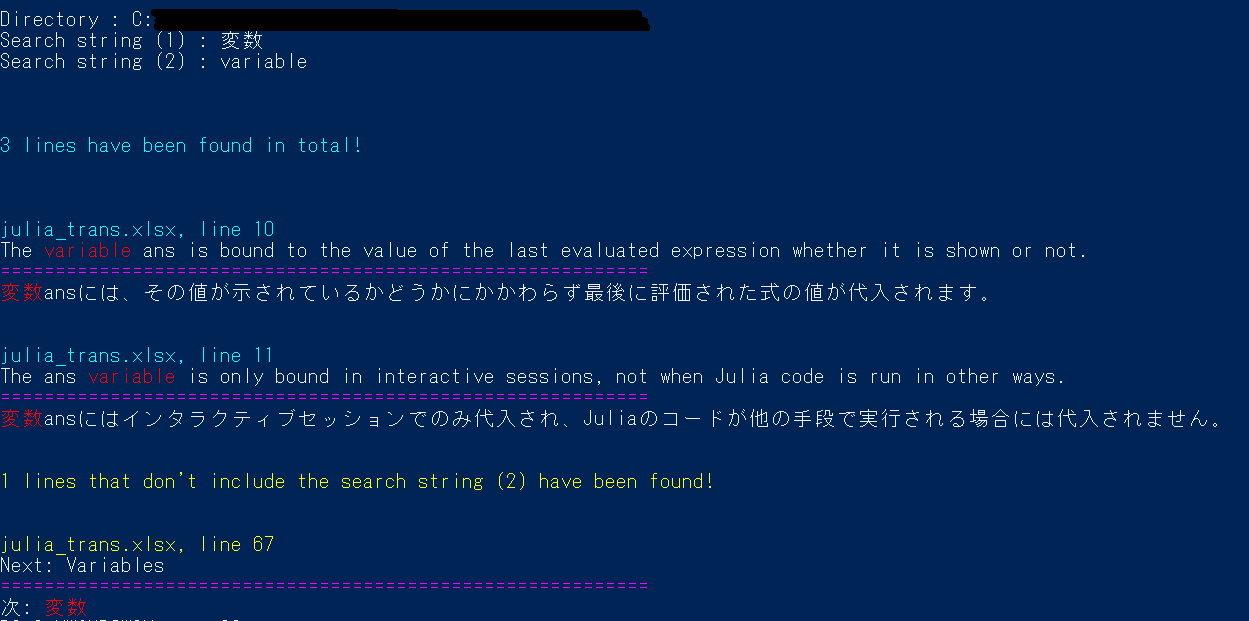 Directory : C:
Search string (1) : 変数
Search string (2) : variable
3 lines have been found in total!
julia_trans.xlsx, line 10
The variable ans is bound to the value of the last evaluated expression whether it is shown or not.
===========================================================
変数ansには、その値が示されているかどうかにかかわらず最後に評価された式の値が代入されます。
julia_trans.xlsx, line 11
The ans variable is only bound in interactive sessions, not when Julia code is run in other ways.
===========================================================
変数ansにはインタラクティブセッションでのみ代入され、Juliaのコードが他の手段で実行される場合には代入されません。
1 lines that don't include the search string (2) have been found!
julia_trans.xlsx, line 67
Next: Variables
===========================================================
次: 変数